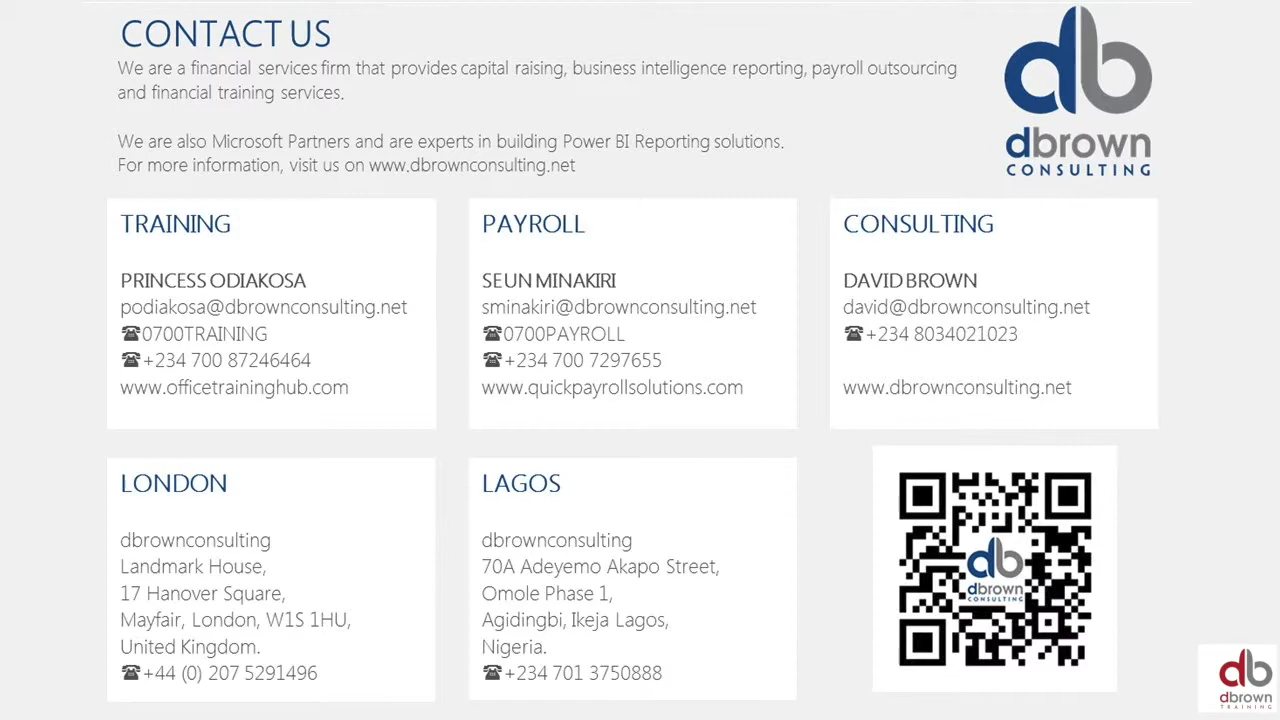 CONTACT US
We are a financial services firm that provides capital raising, business intelligence reporting, payroll outsourcing
and financial training services.
We are also Microsoft Partners and are experts in building Power BI Reporting solutions.
For more information, visit us on www.dbrownconsulting.net
db
dbrown
CONSULTING
TRAINING
PRINCESS ODIAKOSA
podiakosa@dbrownconsulting.net
☎0700TRAINING
☎+234 700 87246464
www.officetraininghub.com
PAYROLL
SEUN MINAKIRI
sminakiri@dbrownconsulting.net
☎0700PAYROLL
☎+234 700 7297655
www.quickpayrollsolutions.com
CONSULTING
DAVID BROWN
david@dbrownconsulting.net
☎+234 8034021023
www.dbrownconsulting.net
LONDON
dbrownconsulting
Landmark House,
17 Hanover Square,
Mayfair, London, W1S 1HU,
United Kingdom.
☎+44 (0) 207 5291496
LAGOS
dbrownconsulting
70A Adeyemo Akapo Street,
Omole Phase 1,
Agidingbi, Ikeja Lagos,
Nigeria.
☎+234 701 3750888
db
dbrown
CONSULTING
db
dbrown
TRAINING